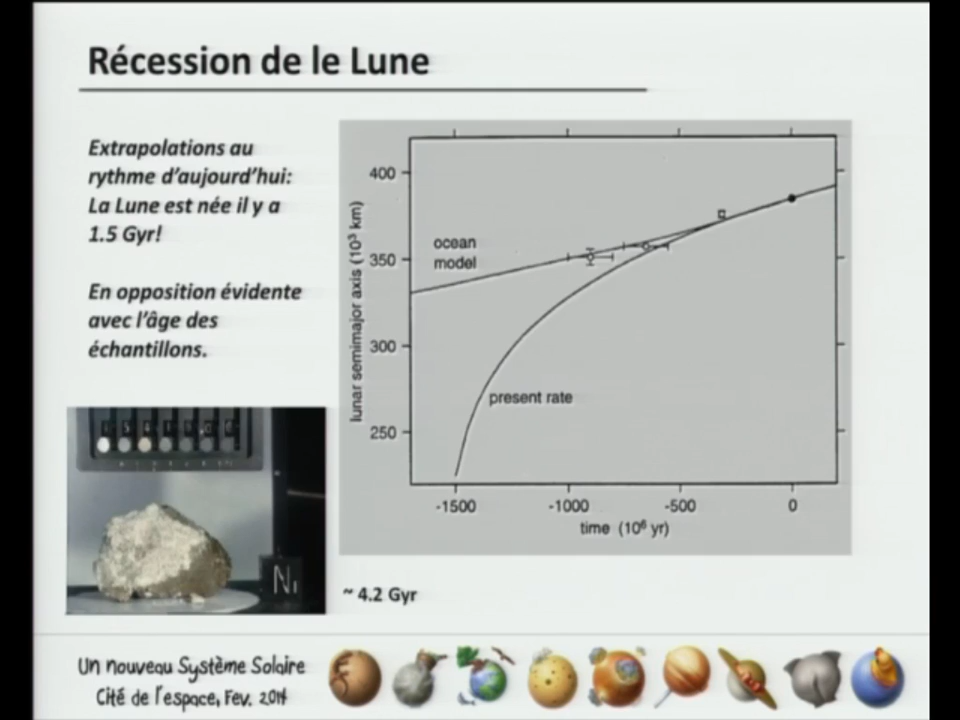 Récession de le Lune
Extrapolations au
rythme d'aujourd'hui:
La Lune est née il y a
1.5 Gyr!
En opposition évidente
avec l'âge des
échantillons.
400
350
300
250
lunar semimajor axis (10³ km)
ocean
model
present rate
-1500
-1000
-500
0
time (10⁶ yr)
N
~ 4.2 Gyr
Un nouveau Système Solaire
Cité de l'espace, Fev. 2014